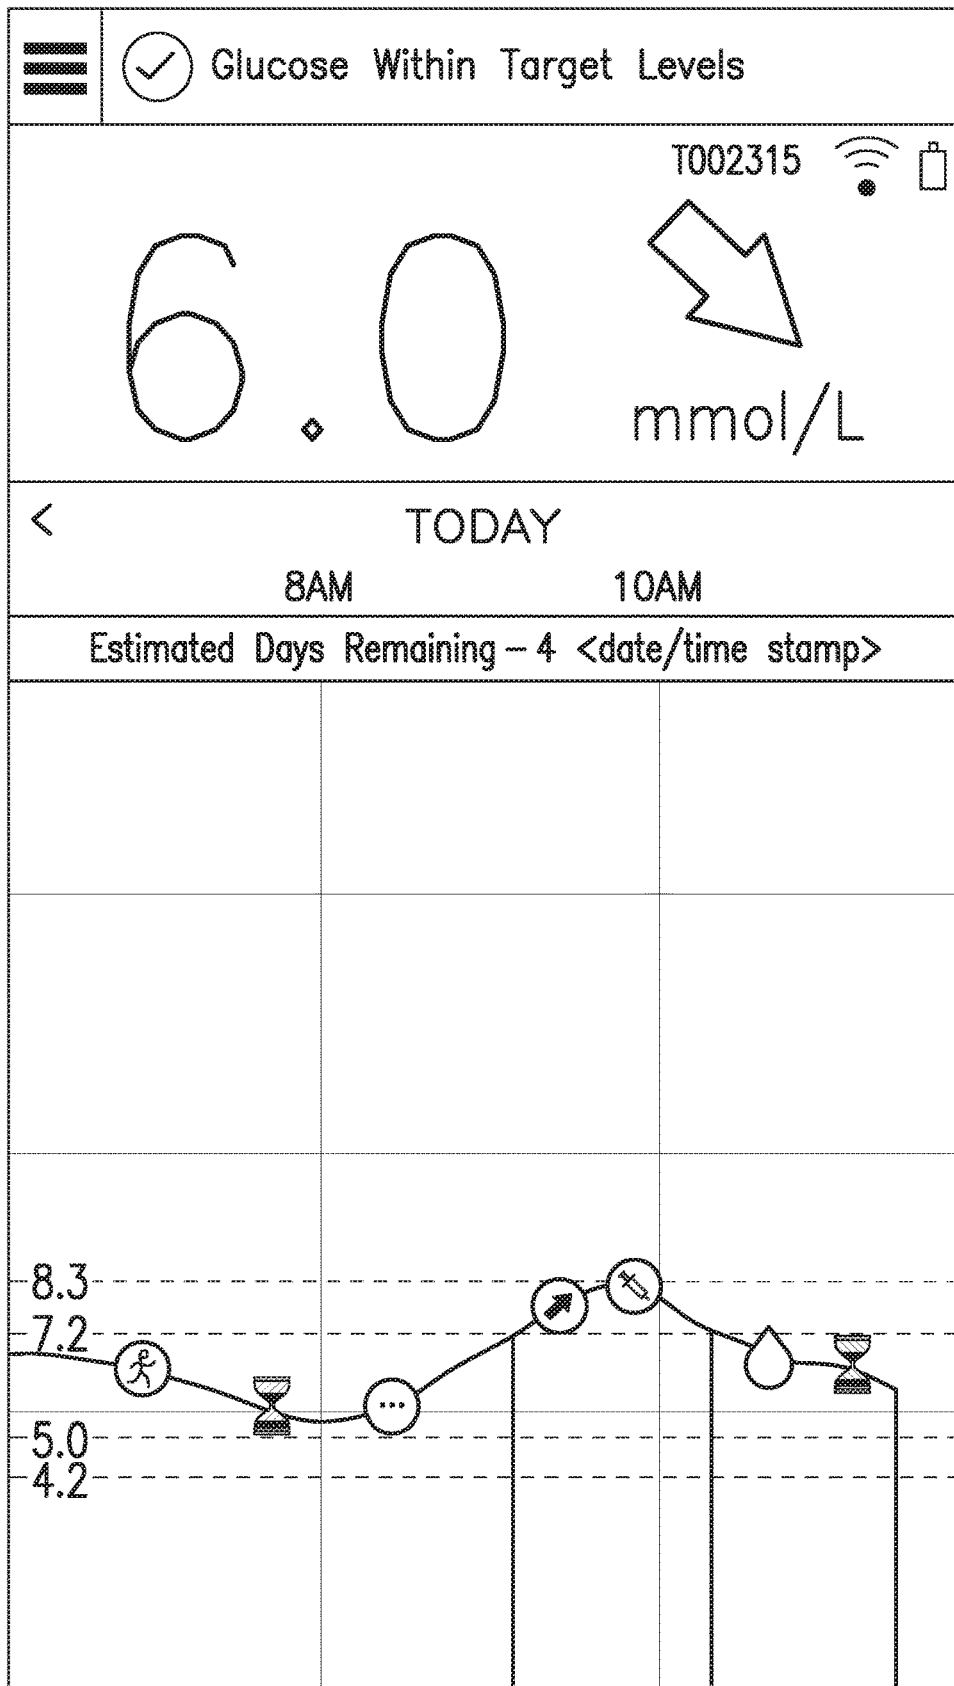 Glucose Within Target Levels
T002315
6.0
mmol/L
< TODAY
8AM 10AM
Estimated Days Remaining – 4 <date/time stamp>
8.3
7.2
5.0
4.2